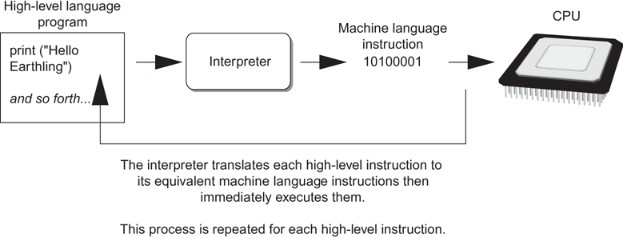 High-level language
program
print ("Hello
Earthling")
and so forth...
Interpreter
Machine language
instruction
10100001
CPU
The interpreter translates each high-level instruction to
its equivalent machine language instructions then
immediately executes them.
This process is repeated for each high-level instruction.